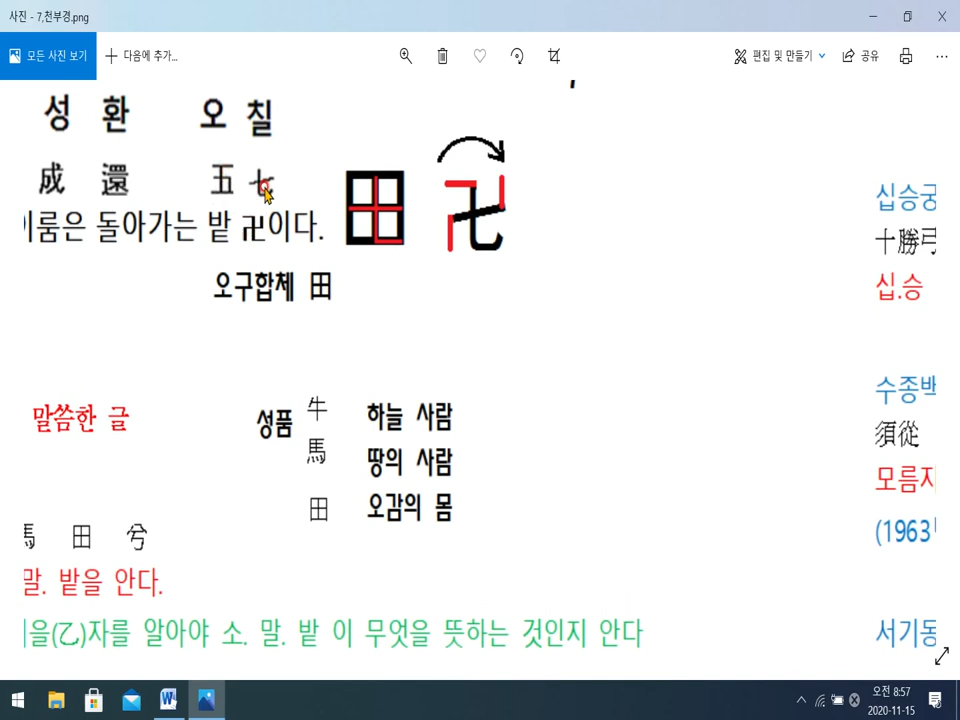 사진 - 7,천부경.png
모든 사진 보기
다음에 추가...
편집 및 만들기
공유
성 환 오 칠
成 還 五 七
이룸은 돌아가는 밭 卍이다.
田 卍
오구합체 田
십승궁
十勝弓
십.승
말씀한 글
성품
牛 하늘 사람
馬 땅의 사람
田 오감의 몸
수종백
須從
모름지
馬 田 兮
(1963
말. 밭을 안다.
을(乙)자를 알아야 소. 말. 밭 이 무엇을 뜻하는 것인지 안다
서기동
오전 8:57
2020-11-15